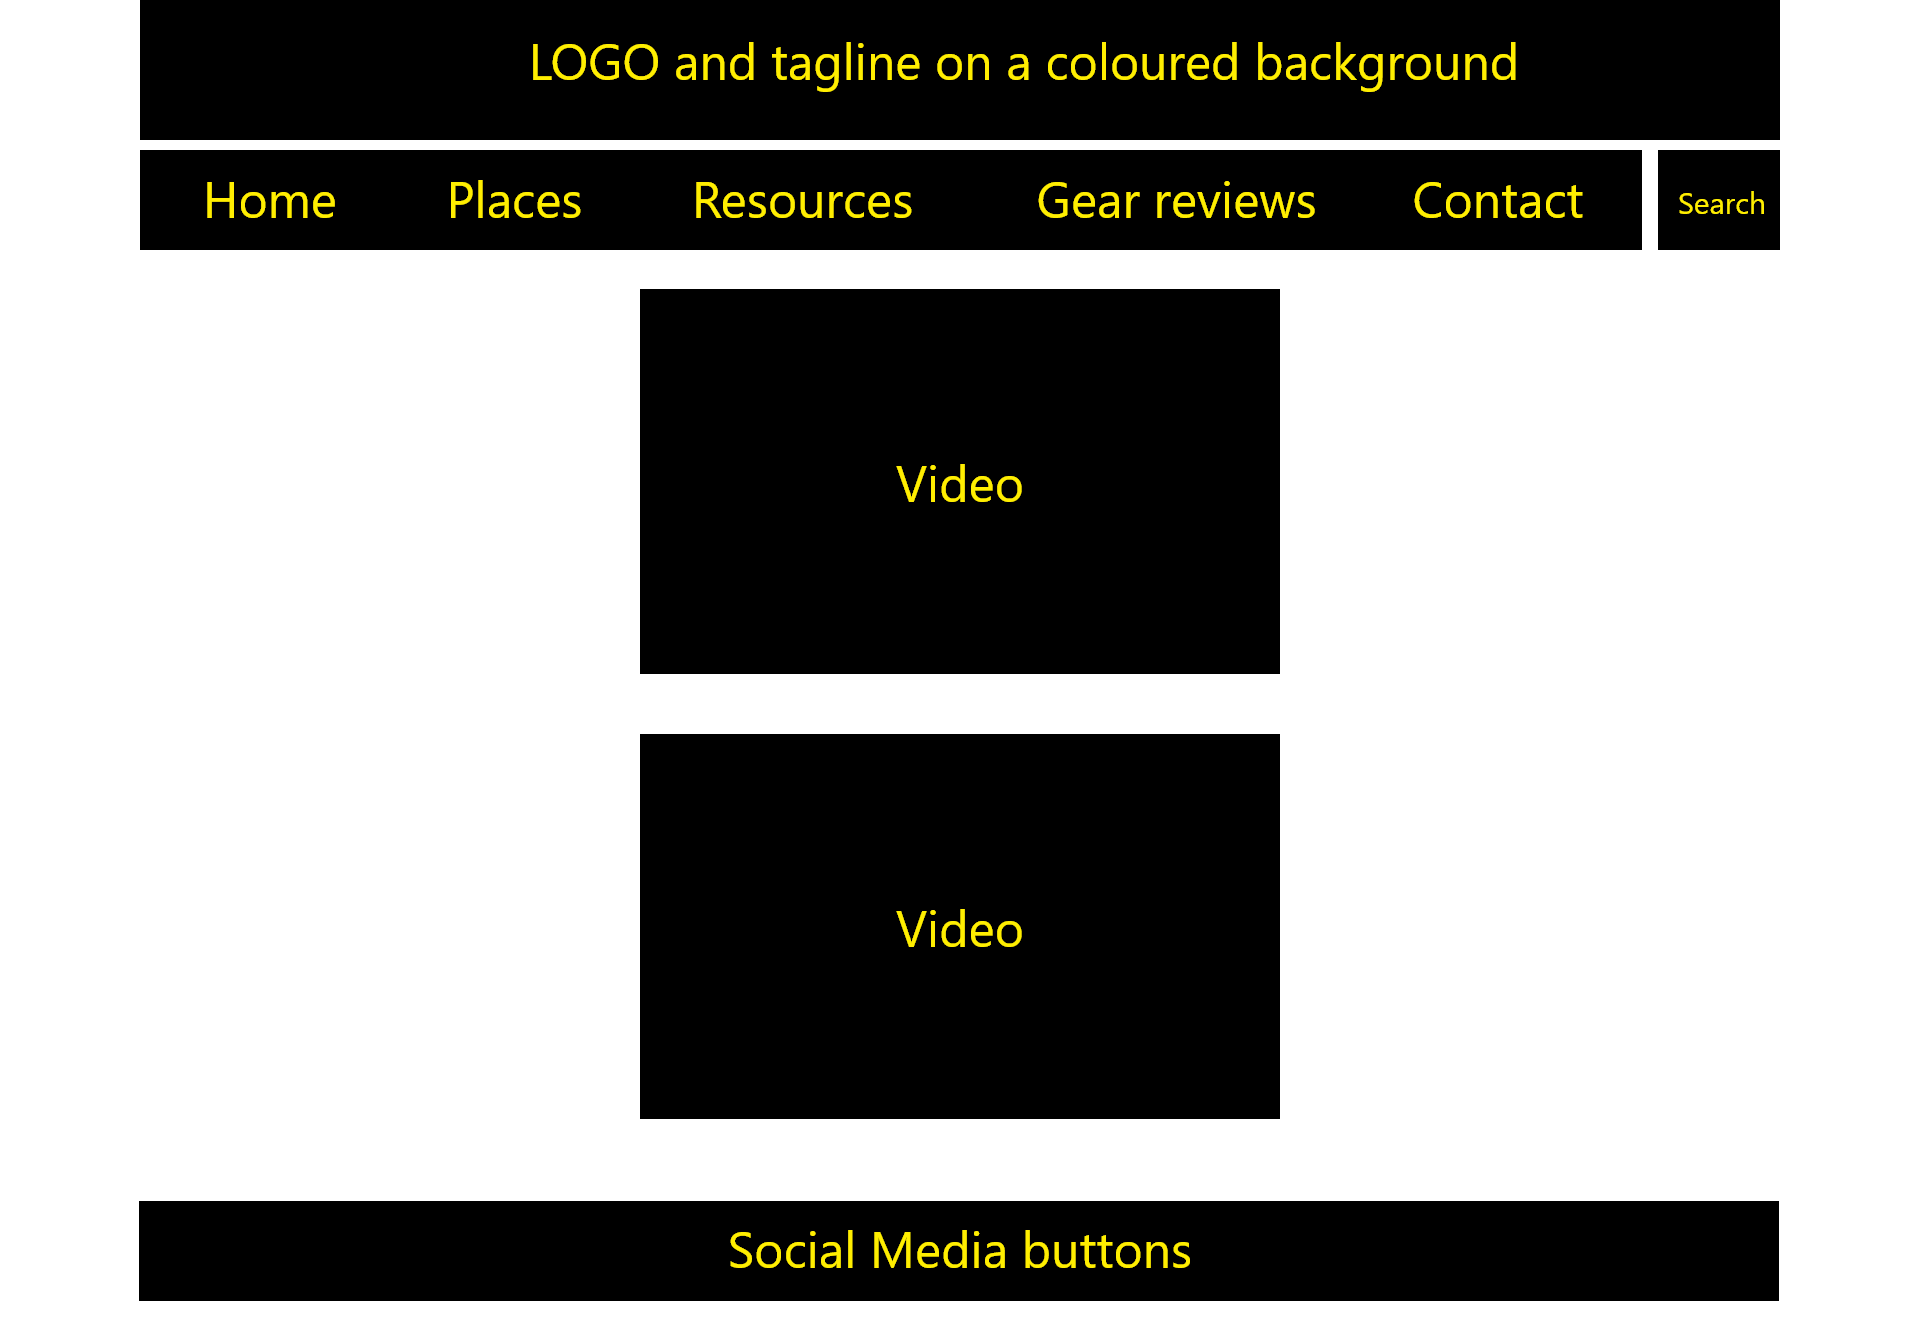 LOGO and tagline on a coloured background
Home Places Resources Gear reviews Contact Search
Video
Video
Social Media buttons